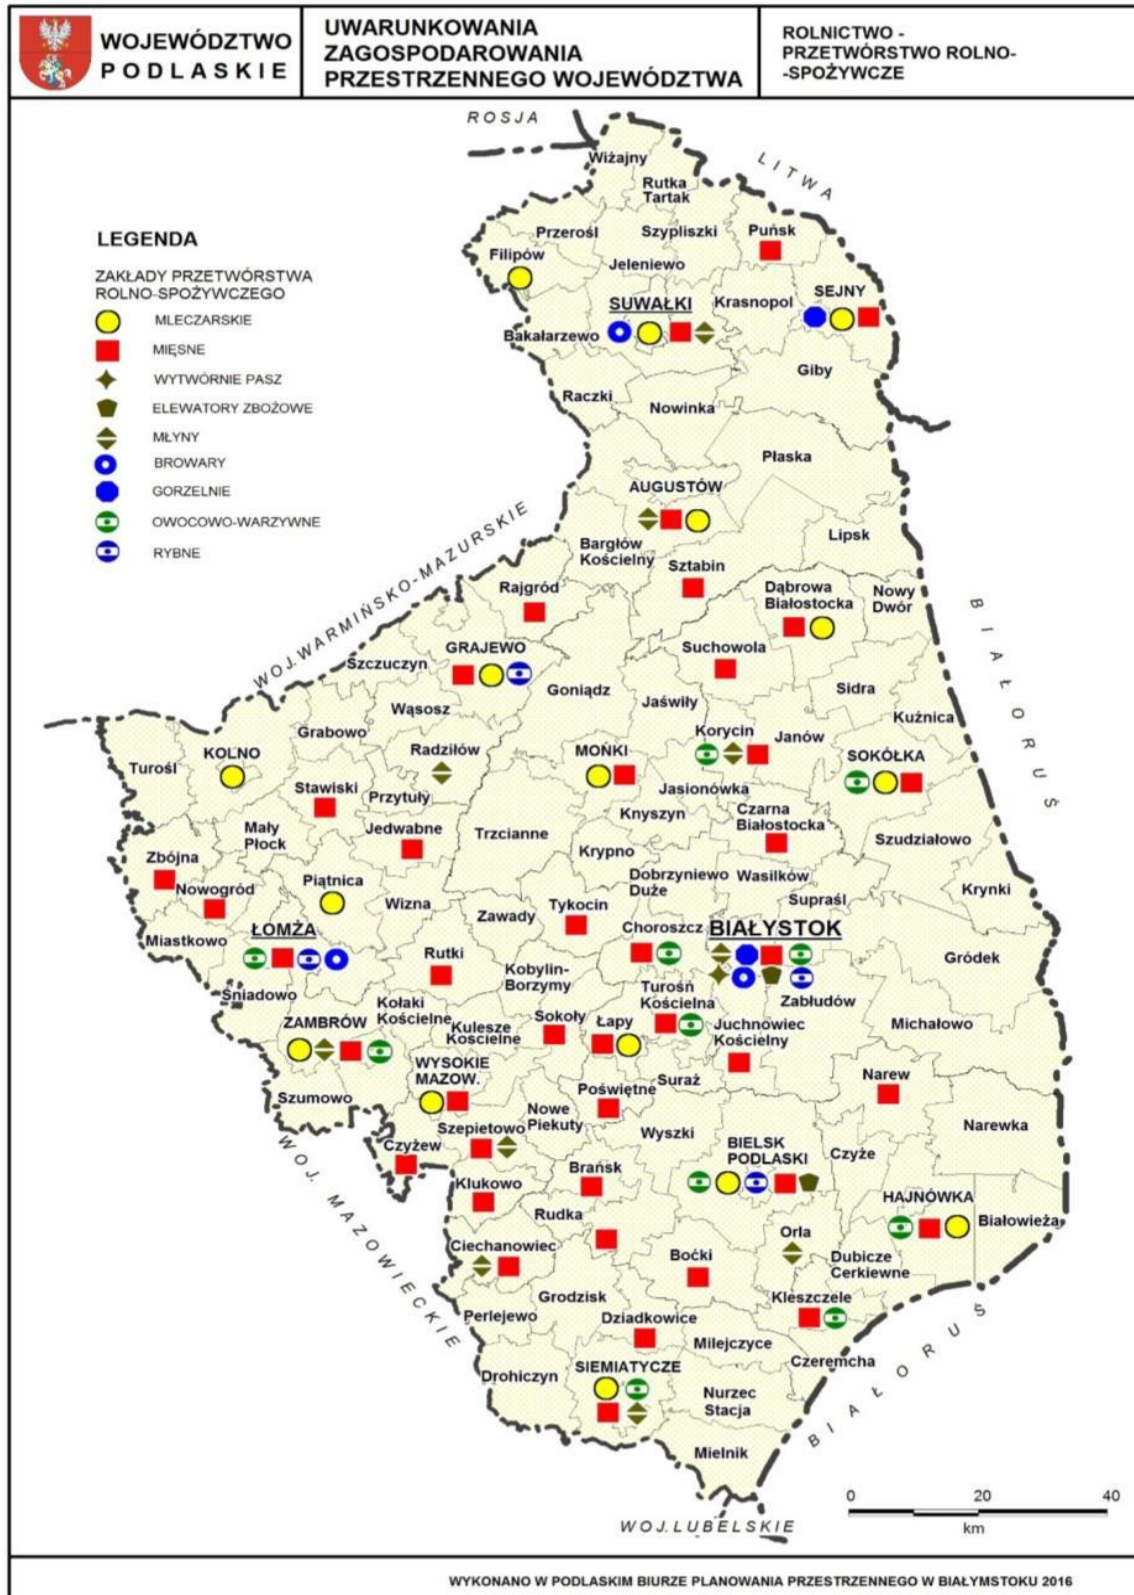 WOJEWÓDZTWO
PODLASKIE
UWARUNKOWANIA
ZAGOSPODAROWANIA
PRZESTRZENNEGO WOJEWÓDZTWA
ROLNICTWO -
PRZETWÓRSTWO ROLNO-
-SPOŻYWCZE
ROSJA
LITWA
LEGENDA
ZAKŁADY PRZETWÓRSTWA
ROLNO-SPOŻYWCZEGO
MLECZARSKIE
MIĘSNE
WYTWÓRNIE PASZ
ELEWATORY ZBOŻOWE
MŁYNY
BROWARY
GORZELNIE
OWOCOWO-WARZYWNE
RYBNE
Wiżajny
Rutka
Tartak
Przerośl
Szypliszki
Puńsk
Filipów
Jeleniewo
SUWAŁKI
Krasnopol
SEJNY
Bakałarzewo
Giby
Raczki
Nowinka
Płaska
AUGUSTÓW
WOJ.WARMIŃSKO-MAZURSKIE
Bargłów
Kościelny
Lipsk
Sztabin
Rajgród
Dąbrowa
Białostocka
Nowy
Dwór
BIAŁORUŚ
GRAJEWO
Szczuczyn
Suchowola
Goniądz
Sidra
Jaświły
Wąsosz
Kuźnica
Grabowo
Korycin
Janów
KOLNO
Radziłów
MOŃKI
SOKÓŁKA
Turośl
Stawiski
Przytuły
Jasionówka
Knyszyn
Czarna
Białostocka
Mały
Płock
Jedwabne
Trzcianne
Szudziałowo
Zbójna
Krypno
Nowogród
Piątnica
Dobrzyniewo
Duże
Wasilków
Krynki
Wizna
Zawady
Tykocin
Supraśl
Miastkowo
ŁOMŻA
Choroszcz
BIAŁYSTOK
Rutki
Gródek
Kobylin-
Borzymy
Śniadowo
Turośń
Kościelna
Zabłudów
Kołaki
Kościelne
ZAMBRÓW
Kulesze
Kościelne
Sokoły
Łapy
Juchnowiec
Kościelny
Michałowo
WYSOKIE
MAZOW.
Szumowo
Poświętne
Suraż
Narew
Nowe
Piekuty
Szepietowo
Wyszki
Narewka
Czyżew
BIELSK
PODLASKI
Czyże
Brańsk
Klukowo
HAJNÓWKA
Białowieża
Rudka
Ciechanowiec
Orla
Boćki
Dubicze
Cerkiewne
WOJ. MAZOWIECKIE
Grodzisk
Kleszczele
Perlejewo
Dziadkowice
Milejczyce
Czeremcha
SIEMIATYCZE
Drohiczyn
Nurzec
Stacja
BIAŁORUŚ
Mielnik
0 20 40
km
WOJ.LUBELSKIE
WYKONANO W PODLASKIM BIURZE PLANOWANIA PRZESTRZENNEGO W BIAŁYMSTOKU 2016